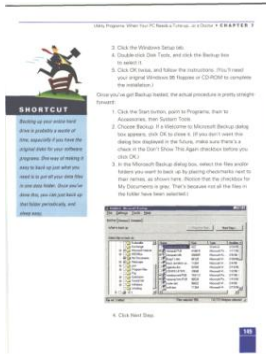 Utility Programs: When Your PC Needs a Tune-up, or a Doctor • CHAPTER
3. Click the Windows Setup tab.
4. Double-click Disk Tools, and click the Backup box
to select it.
5. Click OK twice, and follow the instructions. (You'll need
your original Windows 98 floppies or CD-ROM to complete
the installation.)
Once you've got Backup loaded, the actual procedure is pretty straight
forward:
SHORTCUT
Backing up your entire hard
drive is probably a waste of
time, especially if you have the
original disks for your software
programs. One way of making it
easy to back up just what you
need is to put all your data files
in one data folder. Once you've
done this, you can just back up
that folder periodically, and
sleep easy.
1. Click the Start button, point to Programs, then to
Accessories, then System Tools.
2. Choose Backup. If a Welcome to Microsoft Backup dialog
box appears, click OK to close it. (If you don't want this
dialog box displayed in the future, make sure there's a
check in the Don't Show This Again checkbox before you
click OK.)
3. In the Microsoft Backup dialog box, select the files and/or
folders you want to back up by placing checkmarks next to
their names, as shown here. (Notice that the checkbox for
My Documents is gray. That's because not all the files in
the folder have been selected.)
4. Click Next Step.
149